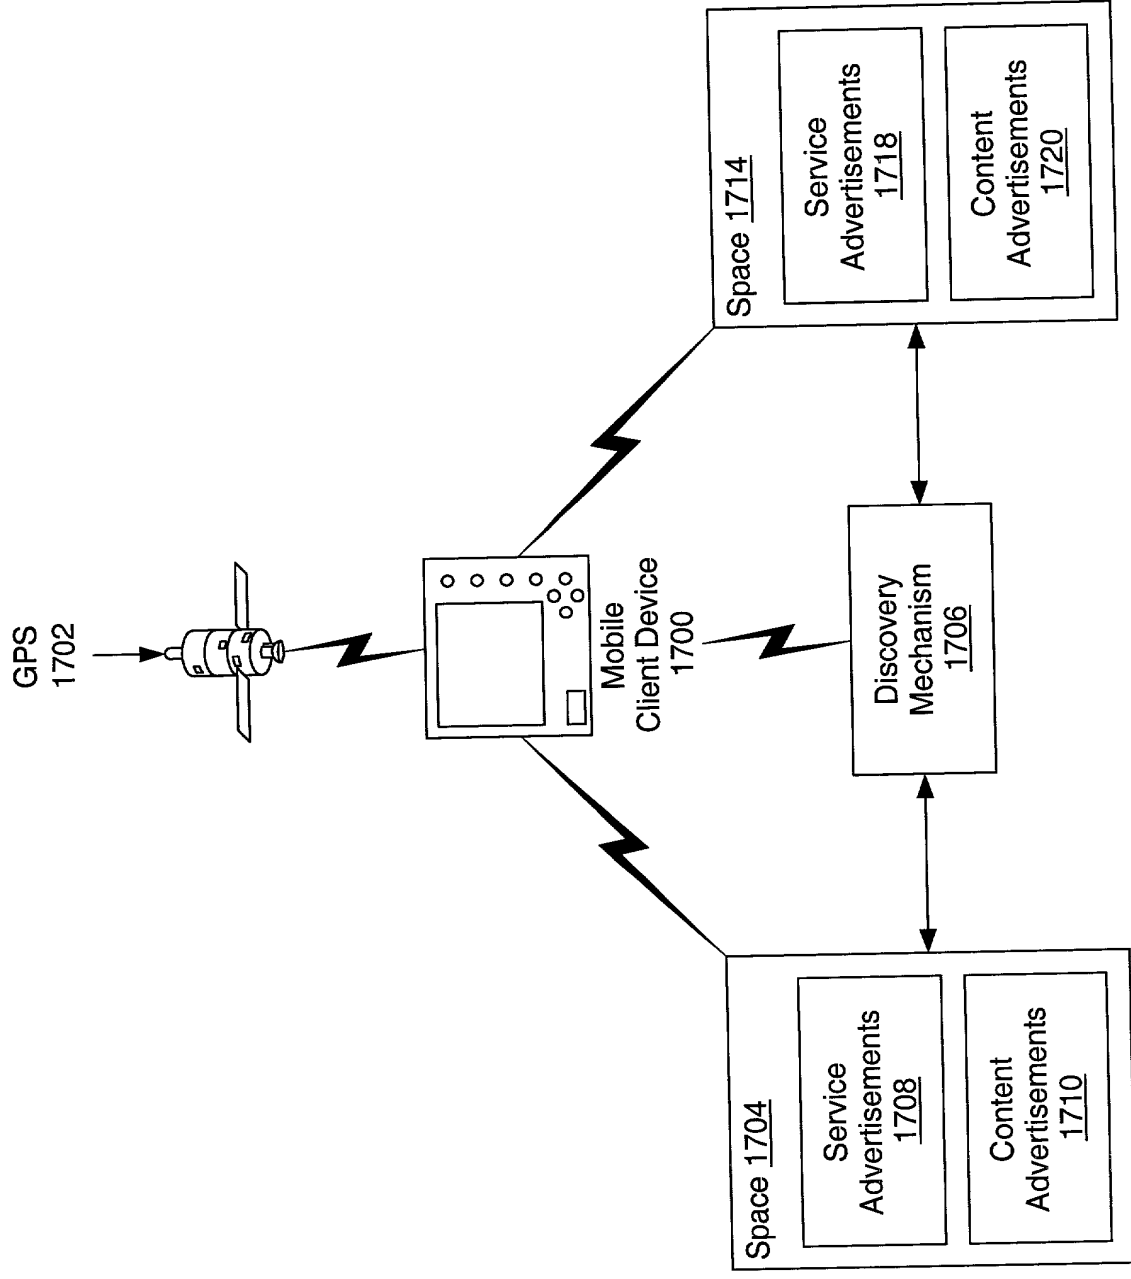 GPS
1702
Mobile
Client Device
1700
Space 1704
Service
Advertisements
1708
Content
Advertisements
1710
Discovery
Mechanism
1706
Space 1714
Service
Advertisements
1718
Content
Advertisements
1720